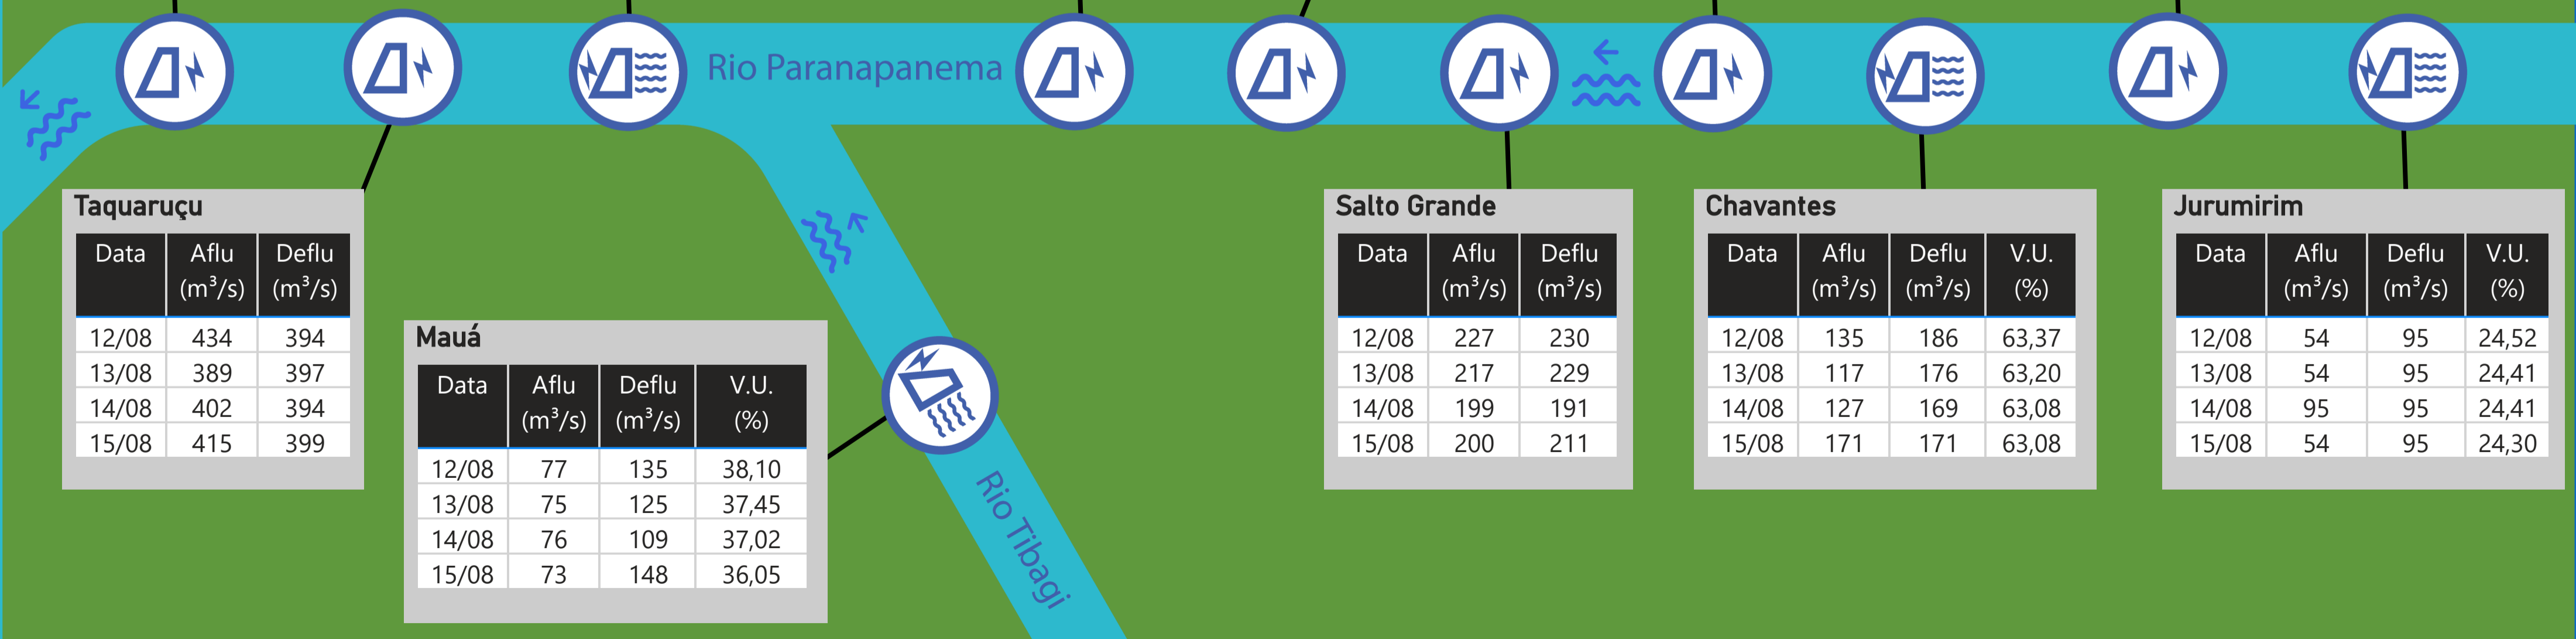 Rio Paranapanema
Taquaruçu
Data Aflu (m³/s) Deflu (m³/s)
12/08 434 394
13/08 389 397
14/08 402 394
15/08 415 399
Mauá
Data Aflu (m³/s) Deflu (m³/s) V.U. (%)
12/08 77 135 38,10
13/08 75 125 37,45
14/08 76 109 37,02
15/08 73 148 36,05
Rio Tibagi
Salto Grande
Data Aflu (m³/s) Deflu (m³/s)
12/08 227 230
13/08 217 229
14/08 199 191
15/08 200 211
Chavantes
Data Aflu (m³/s) Deflu (m³/s) V.U. (%)
12/08 135 186 63,37
13/08 117 176 63,20
14/08 127 169 63,08
15/08 171 171 63,08
Jurumirim
Data Aflu (m³/s) Deflu (m³/s) V.U. (%)
12/08 54 95 24,52
13/08 54 95 24,41
14/08 95 95 24,41
15/08 54 95 24,30